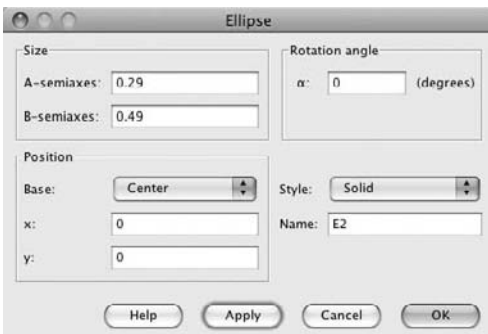 Ellipse
Size
A-semiaxes: 0.29
B-semiaxes: 0.49
Rotation angle
α: 0 (degrees)
Position
Base: Center
x: 0
y: 0
Style: Solid
Name: E2
Help Apply Cancel OK